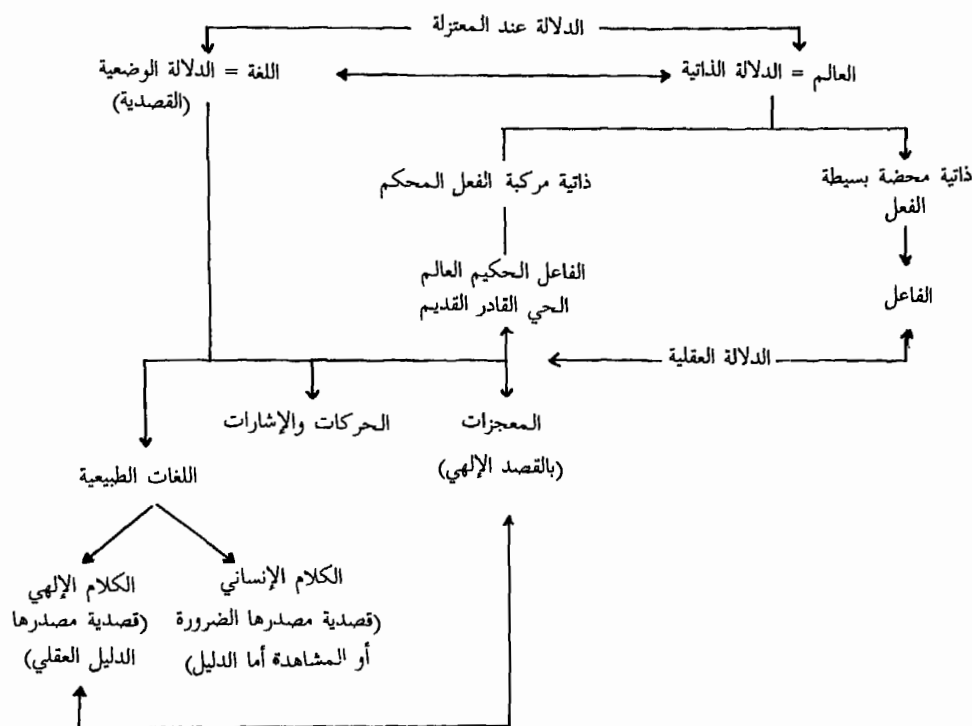 الدلالة عند المعتزلة
العالم = الدلالة الذاتية
اللغة = الدلالة الوضعية
(القصدية)
ذاتية محضة بسيطة
الفعل
ذاتية مركبة الفعل المحكم
الفاعل
الفاعل الحكيم العالم
الحي القادر القديم
الدلالة العقلية
المعجزات
(بالقصد الإلهي)
الحركات والإشارات
اللغات الطبيعية
الكلام الإنساني
(قصدية مصدرها الضرورة
أو المشاهدة أما الدليل)
الكلام الإلهي
(قصدية مصدرها
الدليل العقلي)